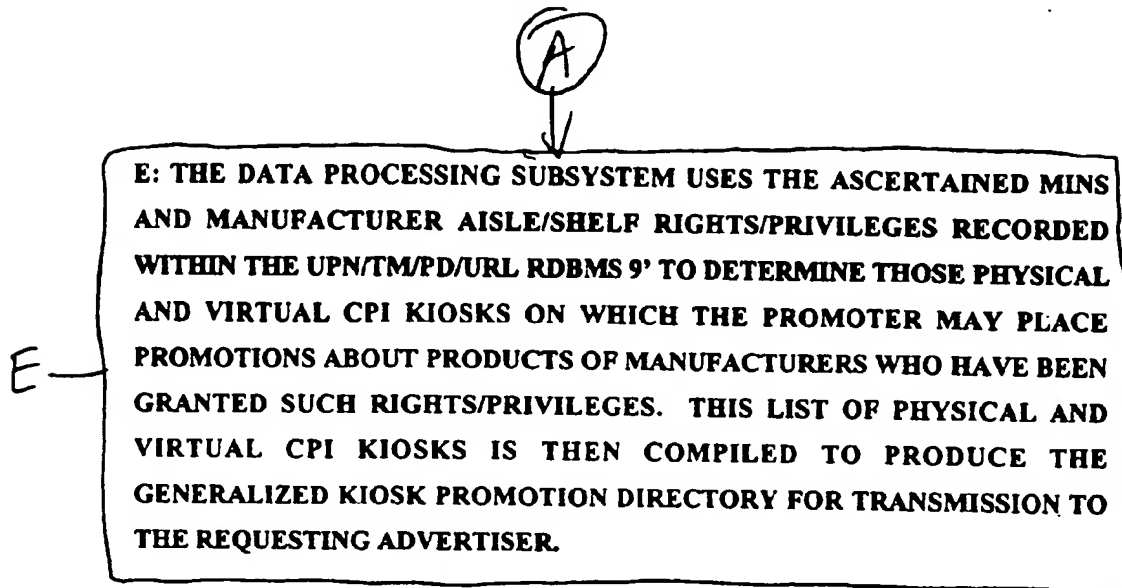 A
E: THE DATA PROCESSING SUBSYSTEM USES THE ASCERTAINED MINS
AND MANUFACTURER AISLE/SHELF RIGHTS/PRIVILEGES RECORDED
WITHIN THE UPN/TM/PD/URL RDBMS 9' TO DETERMINE THOSE PHYSICAL
AND VIRTUAL CPI KIOSKS ON WHICH THE PROMOTER MAY PLACE
E PROMOTIONS ABOUT PRODUCTS OF MANUFACTURERS WHO HAVE BEEN
GRANTED SUCH RIGHTS/PRIVILEGES. THIS LIST OF PHYSICAL AND
VIRTUAL CPI KIOSKS IS THEN COMPILED TO PRODUCE THE
GENERALIZED KIOSK PROMOTION DIRECTORY FOR TRANSMISSION TO
THE REQUESTING ADVERTISER.